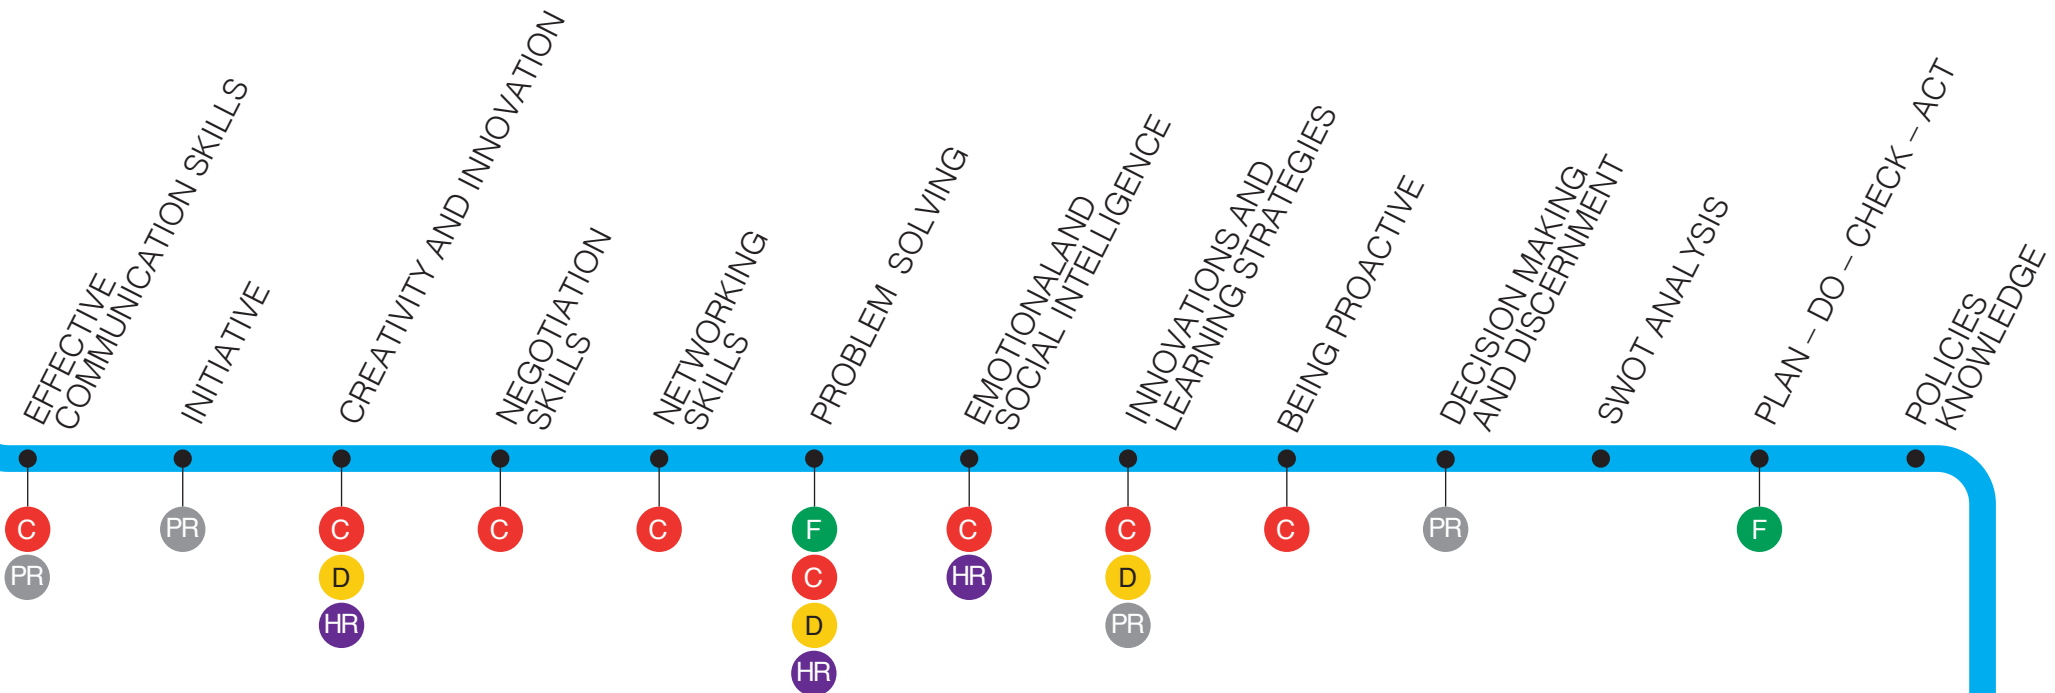 EFFECTIVE
COMMUNICATION SKILLS
INITIATIVE
CREATIVITY AND INNOVATION
NEGOTIATION
SKILLS
NETWORKING
SKILLS
PROBLEM  SOLVING
EMOTIONALAND
SOCIAL INTELLIGENCE
INNOVATIONS AND
LEARNING STRATEGIES
BEING PROACTIVE
DECISION MAKING
AND DISCERNMENT
SWOT ANALYSIS
PLAN – DO – CHECK – ACT
POLICIES
KNOWLEDGE
C
PR
PR
C
D
HR
C
C
F
C
D
HR
C
HR
C
D
PR
C
PR
F